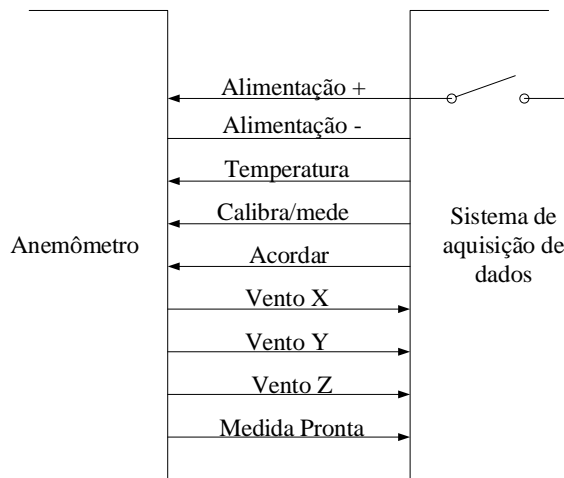 Alimentação +
Alimentação -
Temperatura
Calibra/mede
Acordar
Vento X
Vento Y
Vento Z
Medida Pronta
Anemômetro
Sistema de
aquisição de
dados